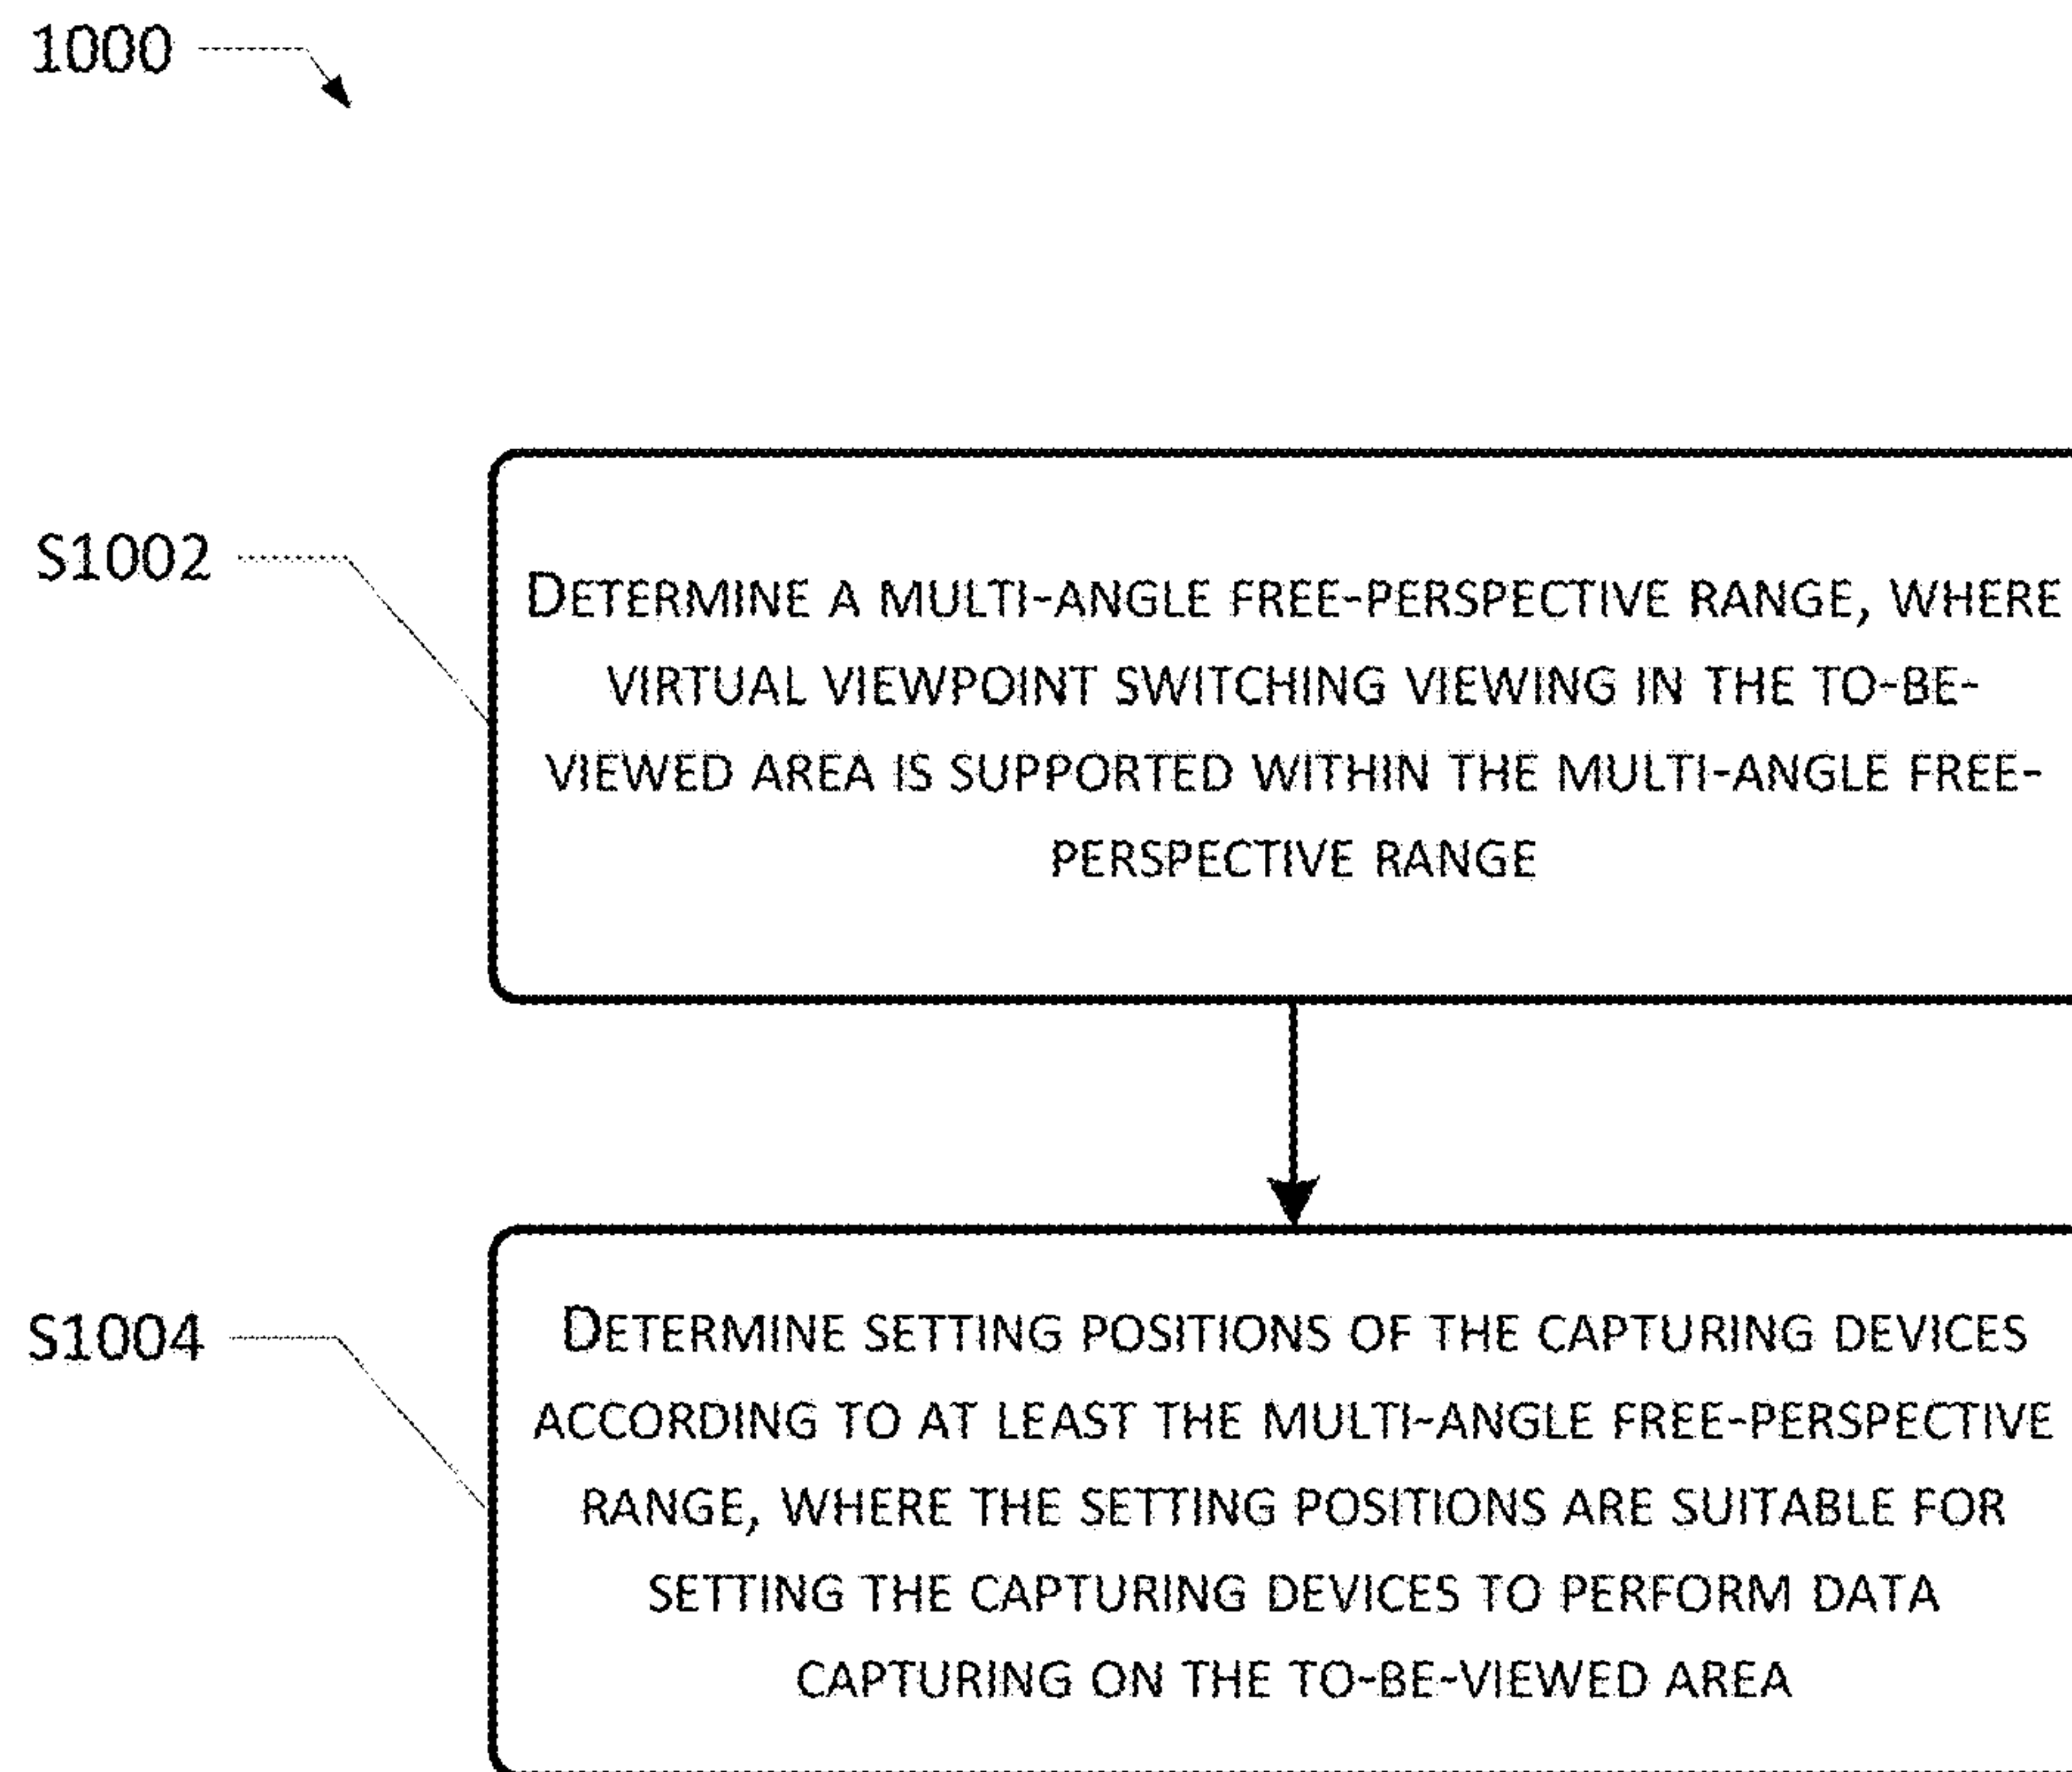 1000
S1002
DETERMINE A MULTI-ANGLE FREE-PERSPECTIVE RANGE, WHERE
VIRTUAL VIEWPOINT SWITCHING VIEWING IN THE TO-BE-
VIEWED AREA IS SUPPORTED WITHIN THE MULTI-ANGLE FREE-
PERSPECTIVE RANGE
S1004
DETERMINE SETTING POSITIONS OF THE CAPTURING DEVICES
ACCORDING TO AT LEAST THE MULTI-ANGLE FREE-PERSPECTIVE
RANGE, WHERE THE SETTING POSITIONS ARE SUITABLE FOR
SETTING THE CAPTURING DEVICES TO PERFORM DATA
CAPTURING ON THE TO-BE-VIEWED AREA